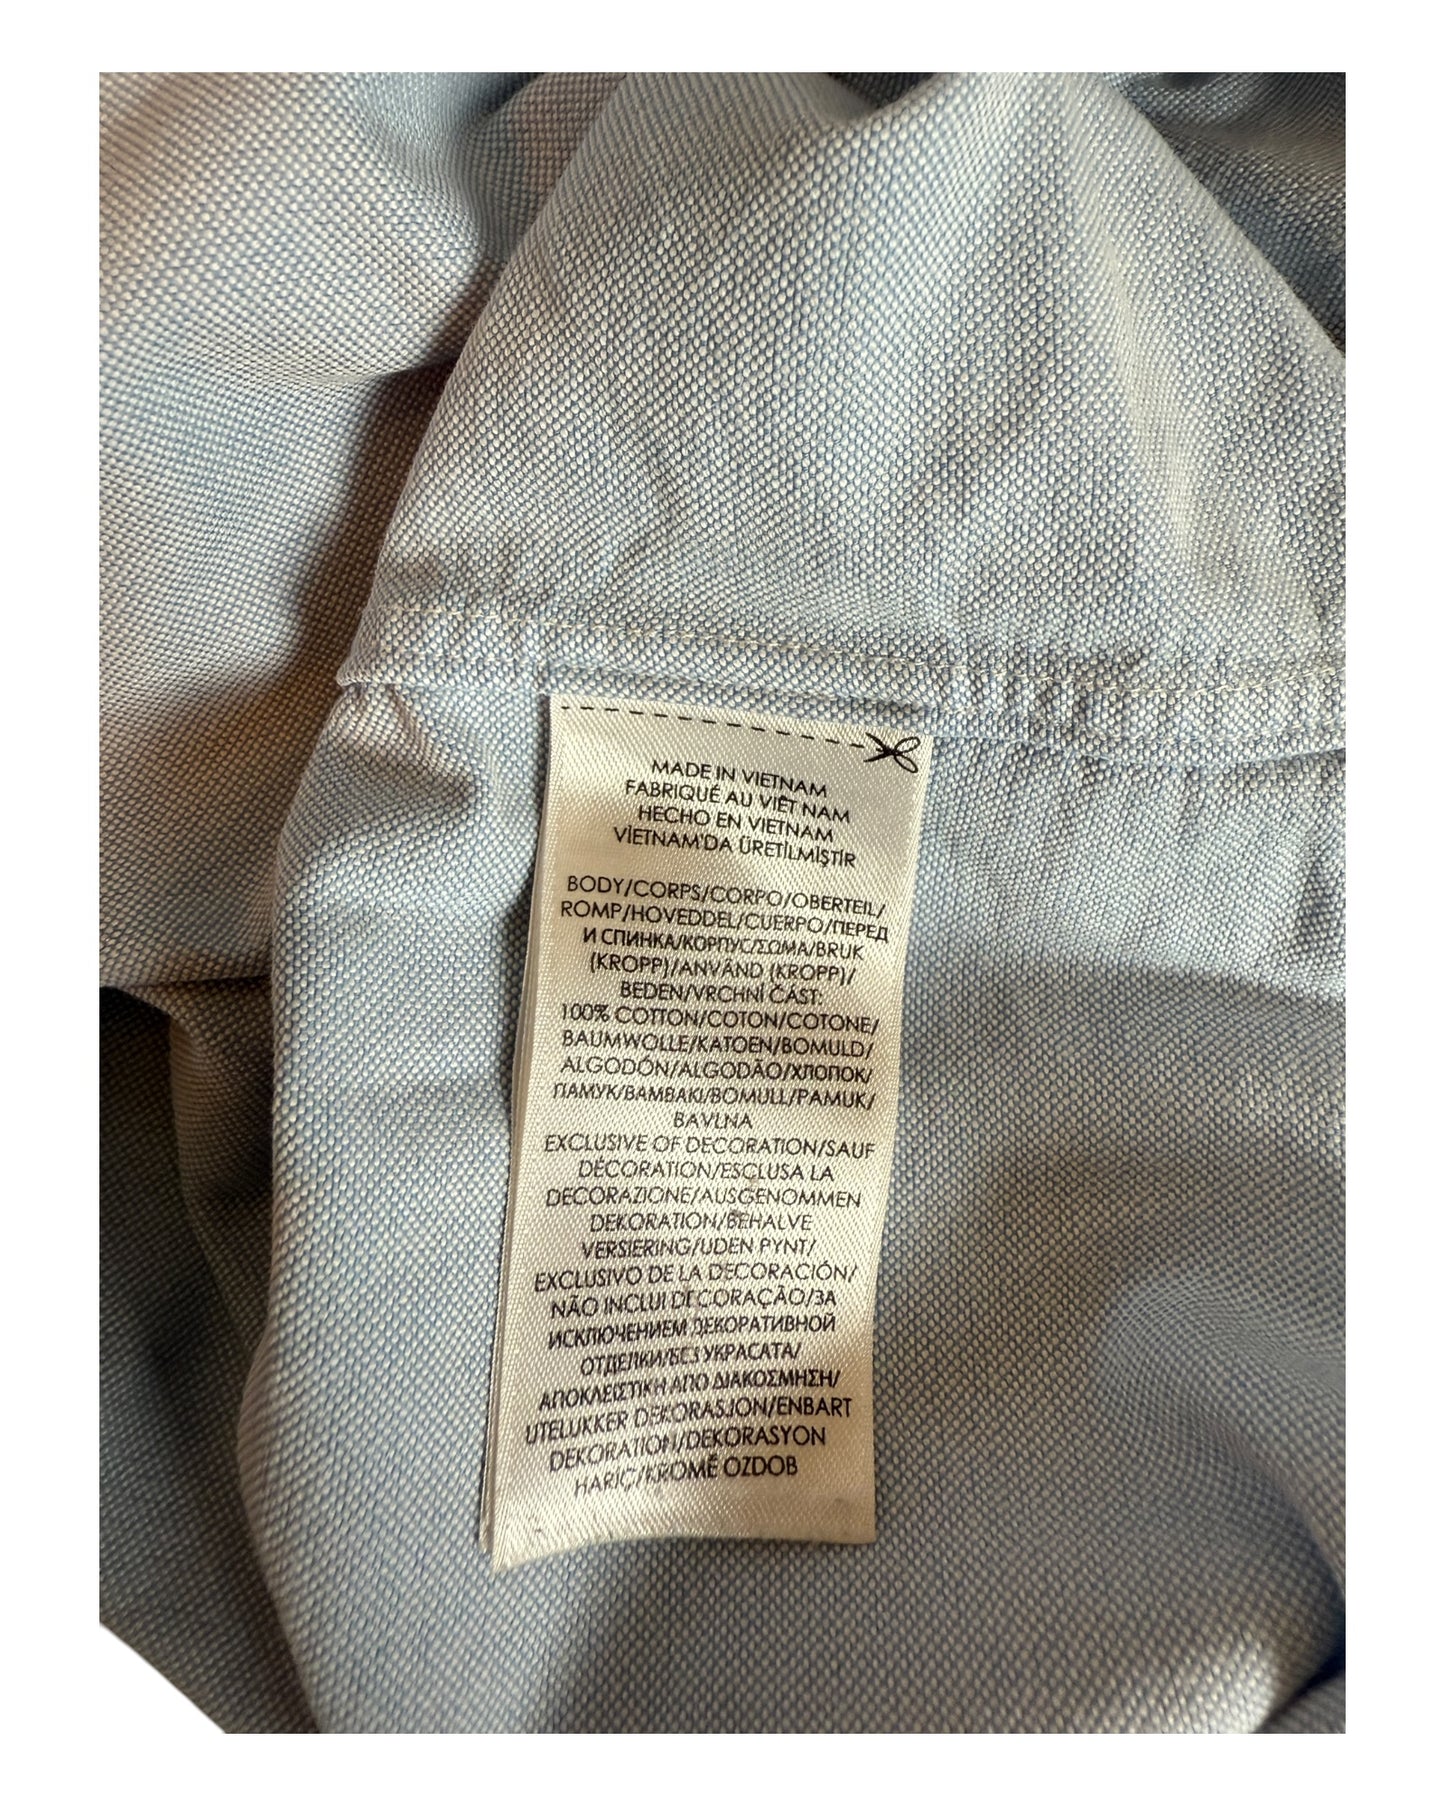 MADE IN VIETNAM
FABRIQUÉ AU VIÊT NAM
HECHO EN VIETNAM
VİETNAM'DA ÜRETİLMİŞTİR
BODY/CORPS/CORPO/OBERTEIL/
ROMP/HOVEDDEL/CUERPO/ПЕРЕД
И СПИНКА/КОРПУС/ΣΩΜΑ/BRUK
(KROPP)/ANVÄND (KROPP)/
BEDEN/VRCHNÍ ČÁST:
100% COTTON/COTON/COTONE/
BAUMWOLLE/KATOEN/BOMULD/
ALGODÓN/ALGODÃO/ХЛОПОК/
ПАМУК/ΒΑΜΒΑΚΙ/BOMULL/PAMUK/
BAVLNA
EXCLUSIVE OF DECORATION/SAUF
DÉCORATION/ESCLUSA LA
DECORAZIONE/AUSGENOMMEN
DEKORATION/BEHALVE
VERSIERING/UDEN PYNT/
EXCLUSIVO DE LA DECORACIÓN/
NÃO INCLUI DECORAÇÃO/ЗА
ИСКЛЮЧЕНИЕМ ДЕКОРАТИВНОЙ
ОТДЕЛКИ/БЕЗ УКРАСАТА/
ΑΠΟΚΛΕΙΣΤΙΚΗ ΑΠΟ ΔΙΑΚΟΣΜΗΣΗ/
UTELUKKER DEKORASJON/ENBART
DEKORATION/DEKORASYON
HARİÇ/KROMĚ OZDOB